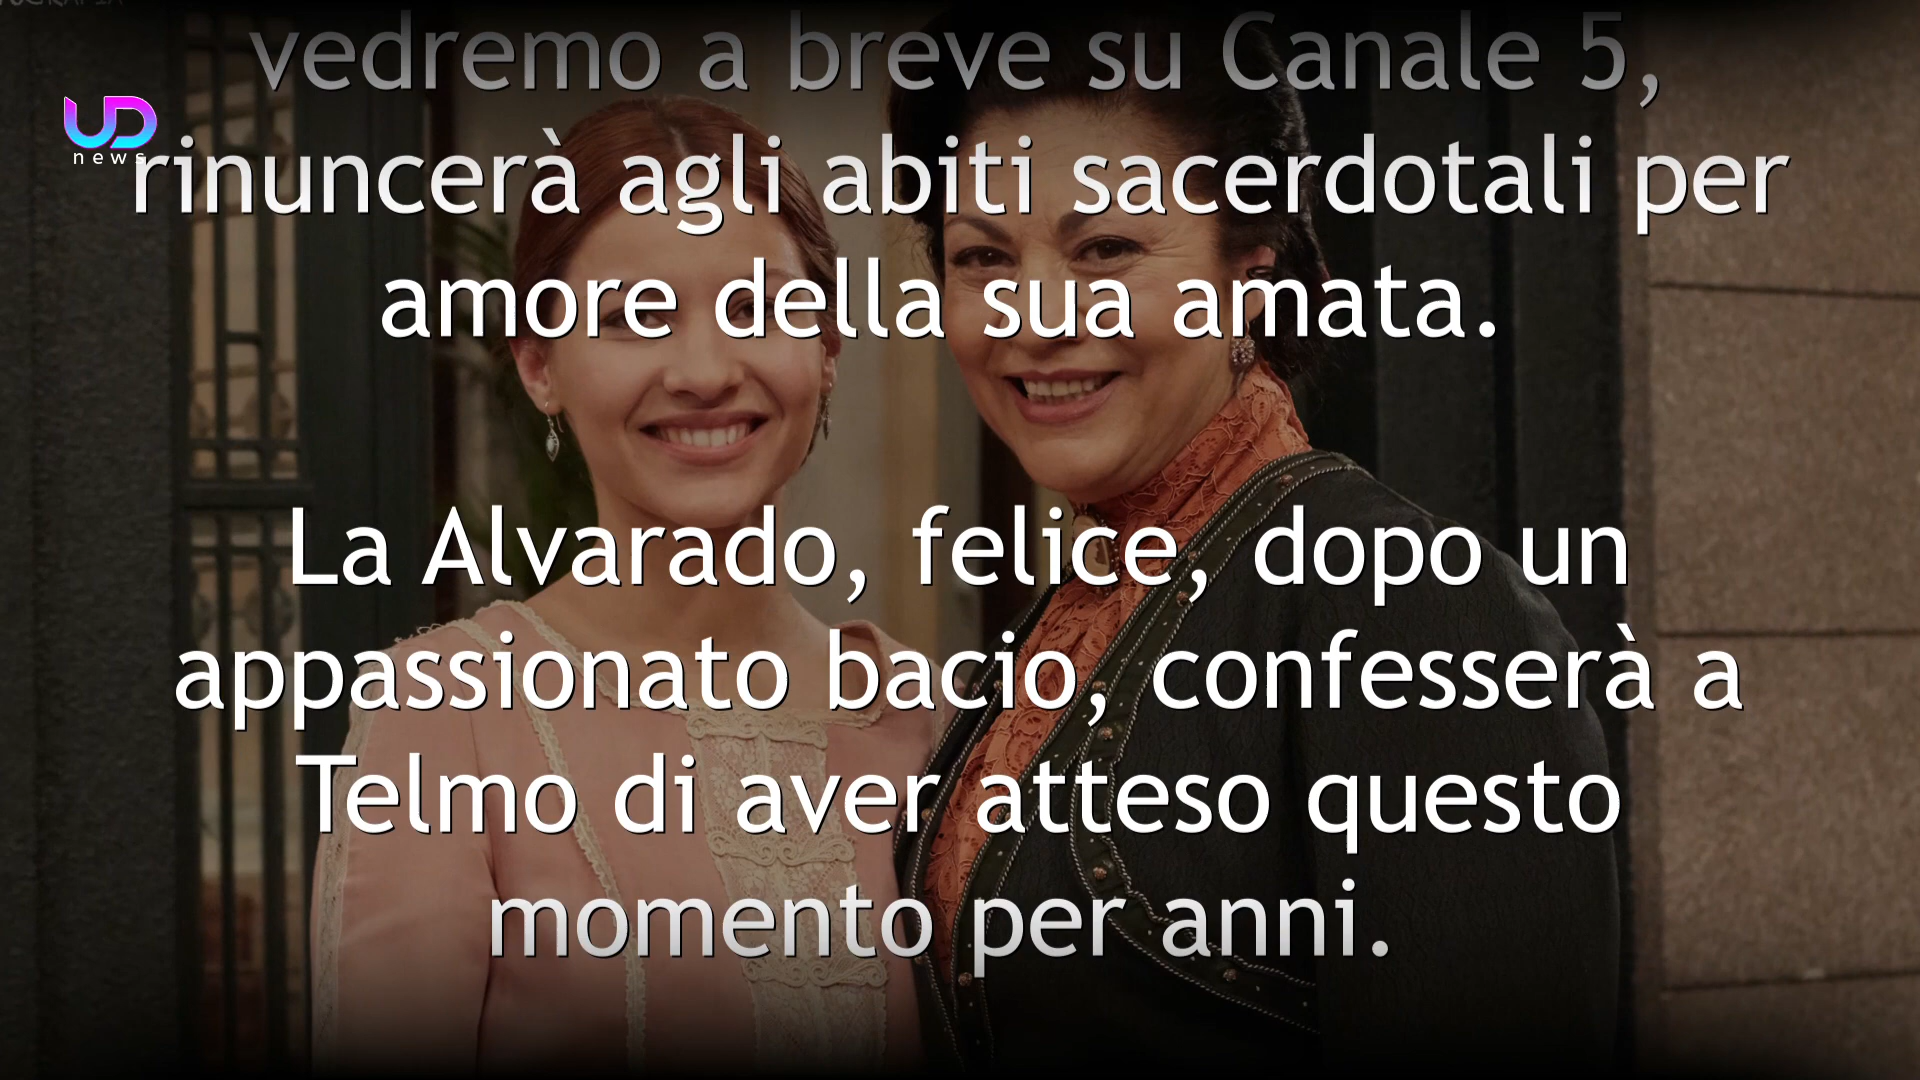 vedremo a breve su Canale 5,
UD
news
rinuncerà agli abiti sacerdotali per
amore della sua amata.
La Alvarado, felice, dopo un
appassionato bacio, confesserà a
Telmo di aver atteso questo
momento per anni.